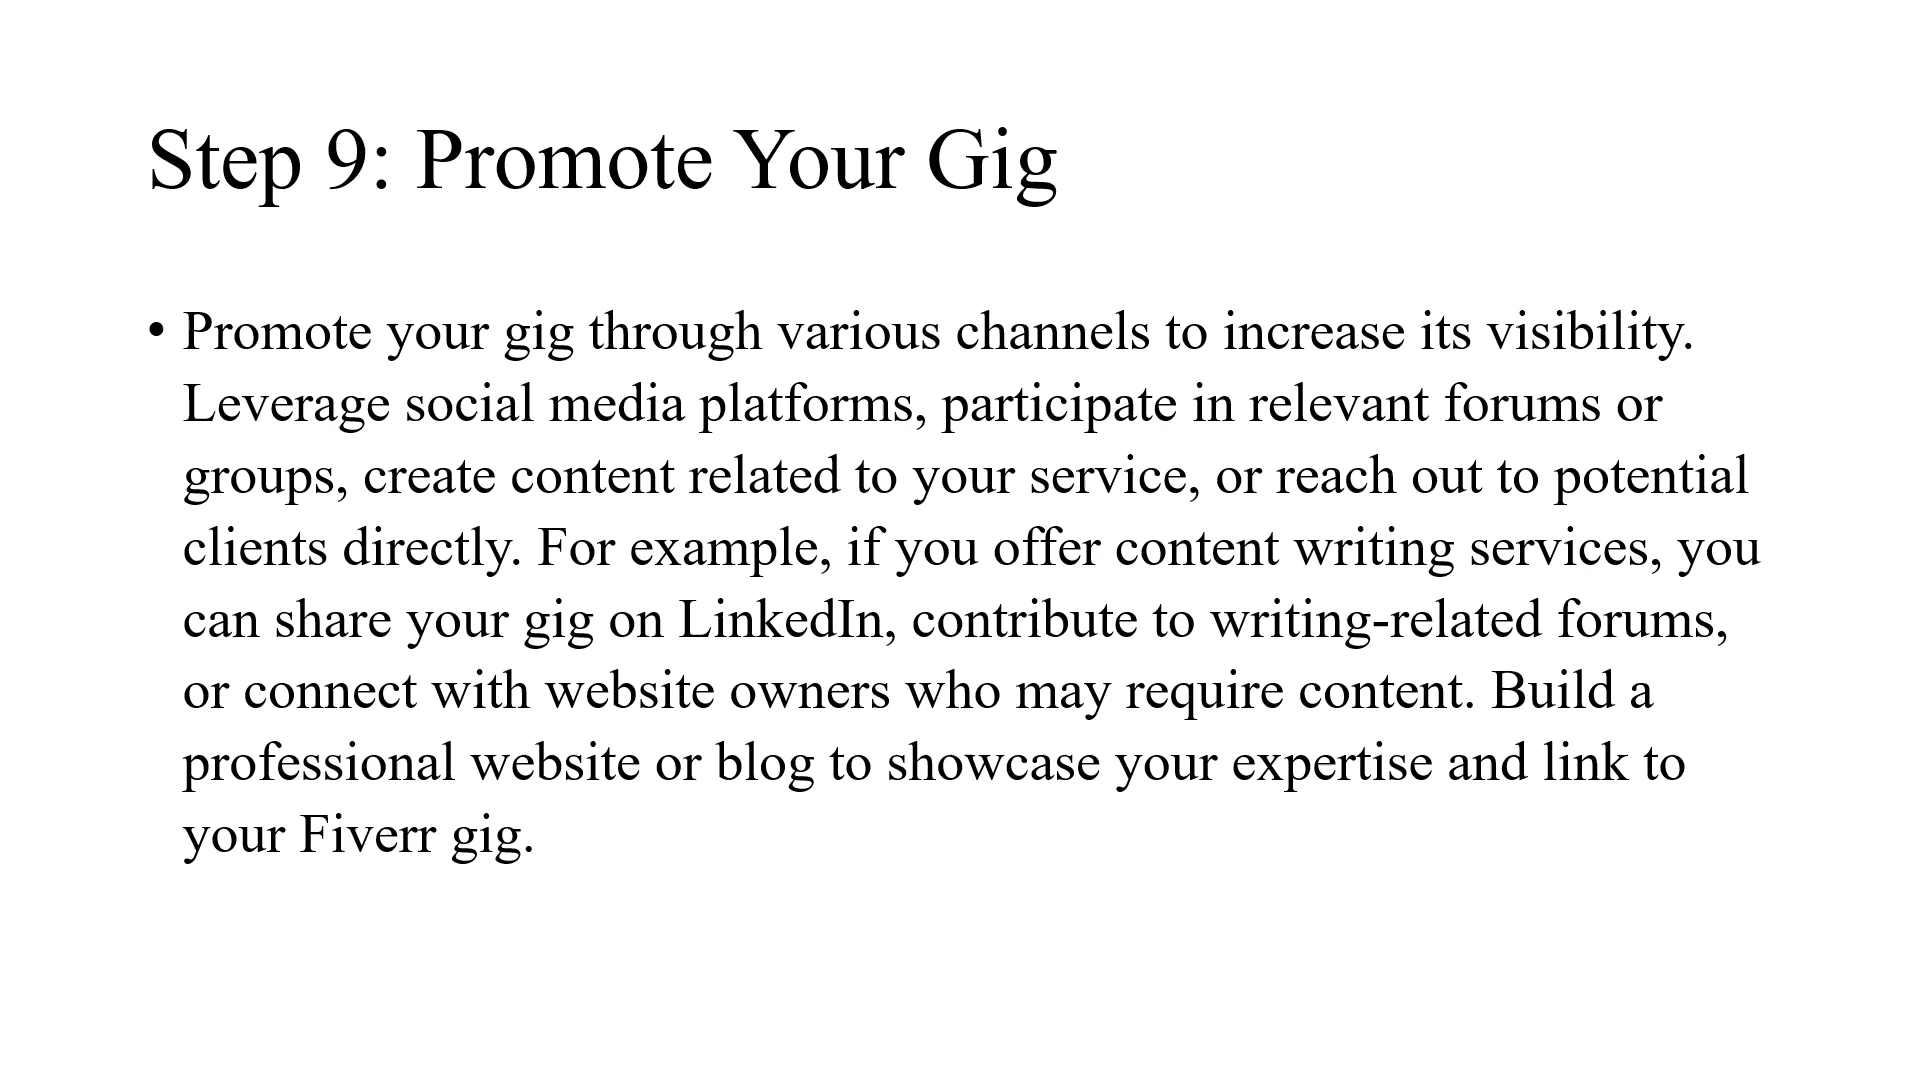 Step 9: Promote Your Gig
• Promote your gig through various channels to increase its visibility.
Leverage social media platforms, participate in relevant forums or
groups, create content related to your service, or reach out to potential
clients directly. For example, if you offer content writing services, you
can share your gig on LinkedIn, contribute to writing-related forums,
or connect with website owners who may require content. Build a
professional website or blog to showcase your expertise and link to
your Fiverr gig.